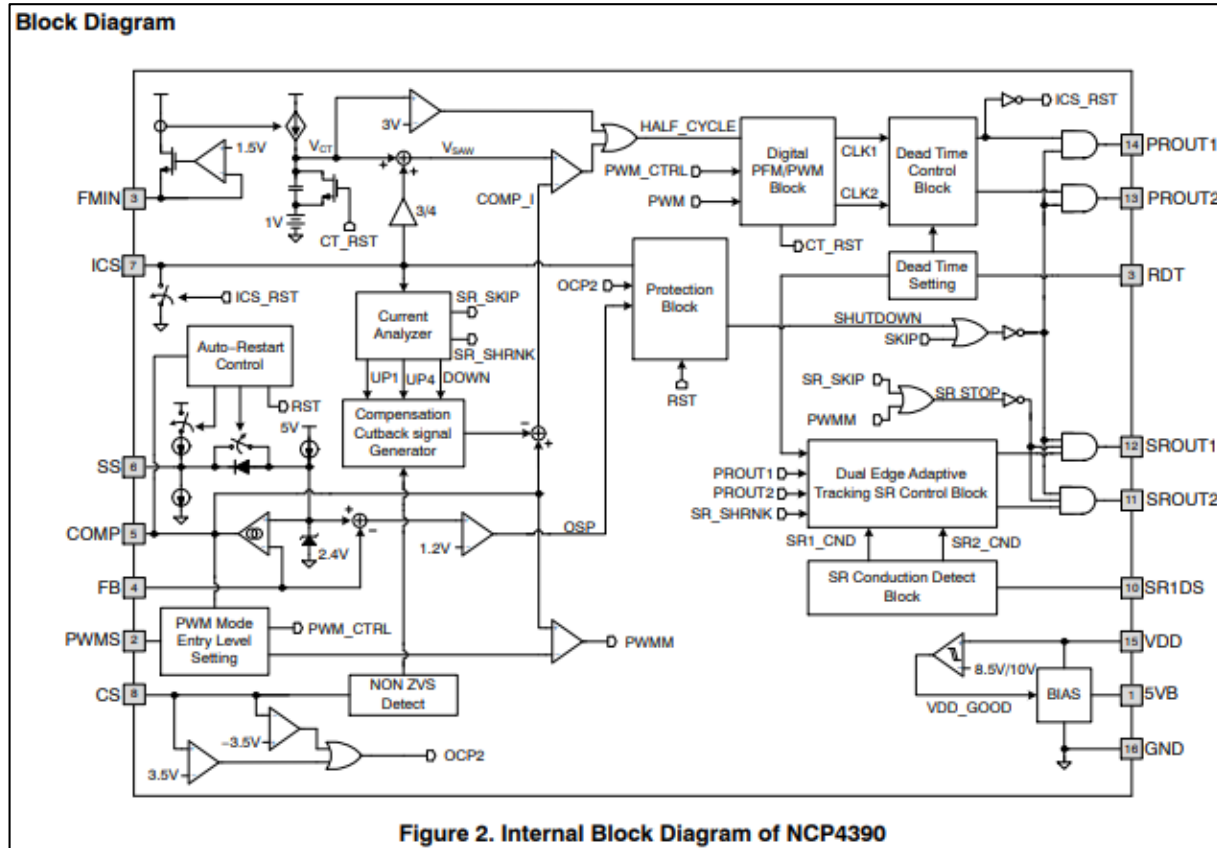 Block Diagram
ICS_RST
1.5V
3V
HALF_CYCLE
14 PROUT1
VCT
VSAW
CLK1
Digital
PFM/PWM
Block
Dead Time
Control
Block
PWM_CTRL
13 PROUT2
FMIN 3
COMP_I
PWM
CLK2
3/4
1V
CT_RST
CT_RST
ICS 7
Dead Time
Setting
3 RDT
OCP2
Protection
Block
ICS_RST
Current
Analyzer
SR_SKIP
SR_SHRNK
SHUTDOWN
SKIP
Auto-Restart
Control
UP1 UP4 DOWN
RST
RST
SR_SKIP
SR_STOP
PWMM
5V
Compensation
Cutback signal
Generator
−
+
12 SROUT1
SS 6
PROUT1
PROUT2
SR_SHRNK
Dual Edge Adaptive
Tracking SR Control Block
11 SROUT2
COMP 5
+
−
OSP
2.4V
1.2V
SR1_CND
SR2_CND
FB 4
SR Conduction Detect
Block
10 SR1DS
PWMS 2
PWM Mode
Entry Level
Setting
PWM_CTRL
PWMM
15 VDD
8.5V/10V
CS 8
NON ZVS
Detect
BIAS
1 5VB
VDD_GOOD
−3.5V
OCP2
16 GND
3.5V
Figure 2. Internal Block Diagram of NCP4390